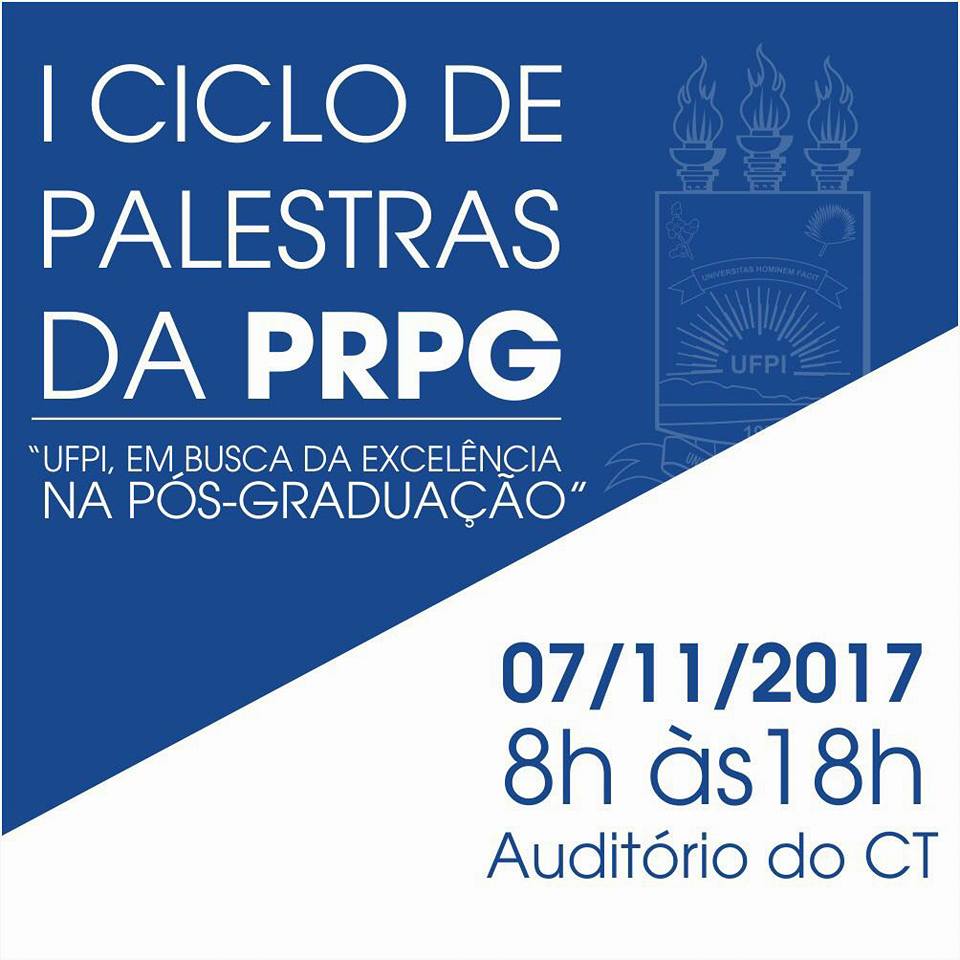 I CICLO DE
PALESTRAS
DA PRPG
“UFPI, EM BUSCA DA EXCELÊNCIA
NA PÓS-GRADUAÇÃO”
UNIVERSITAS HOMINEM FACIT
UFPI
07/11/2017
8h às18h
Auditório do CT